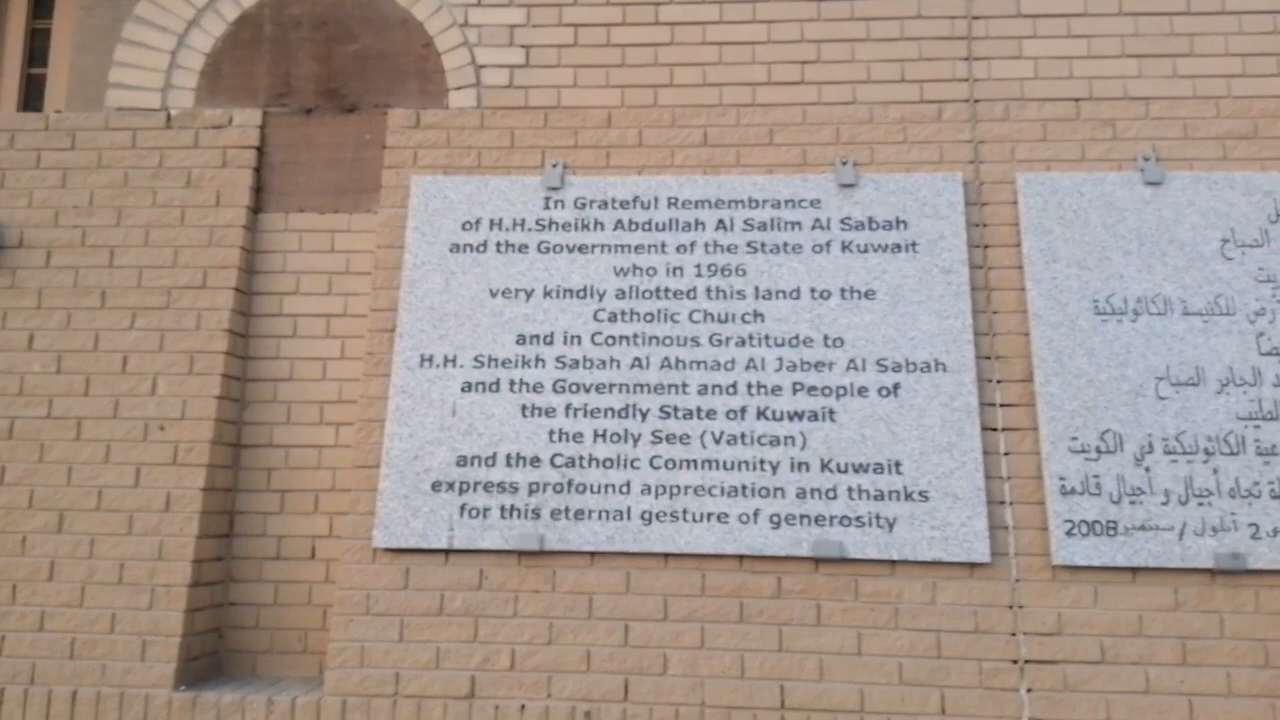 In Grateful Remembrance
of H.H.Sheikh Abdullah Al Salim Al Sabah
and the Government of the State of Kuwait
who in 1966
very kindly allotted this land to the
Catholic Church
and in Continous Gratitude to
H.H. Sheikh Sabah Al Ahmad Al Jaber Al Sabah
and the Government and the People of
the friendly State of Kuwait
the Holy See (Vatican)
and the Catholic Community in Kuwait
express profound appreciation and thanks
for this eternal gesture of generosity
الصباح
للكنيسة الكاثوليكية
الجابر الصباح
الكاثوليكية في الكويت
تجاه أجيال و أجيال قادمة
2 أيلول / سبتمبر 2008